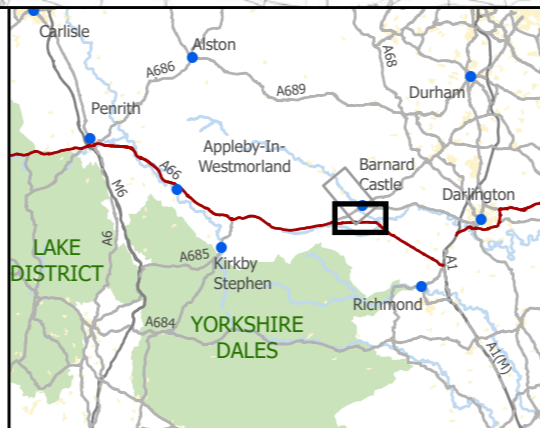 Carlisle
Alston
A686
A68
A689
Durham
Penrith
Appleby-In-
Westmorland
Barnard
Castle
A66
Darlington
M6
A6
LAKE
DISTRICT
A685
Kirkby
Stephen
A1
Richmond
A684
YORKSHIRE
DALES
A1(M)